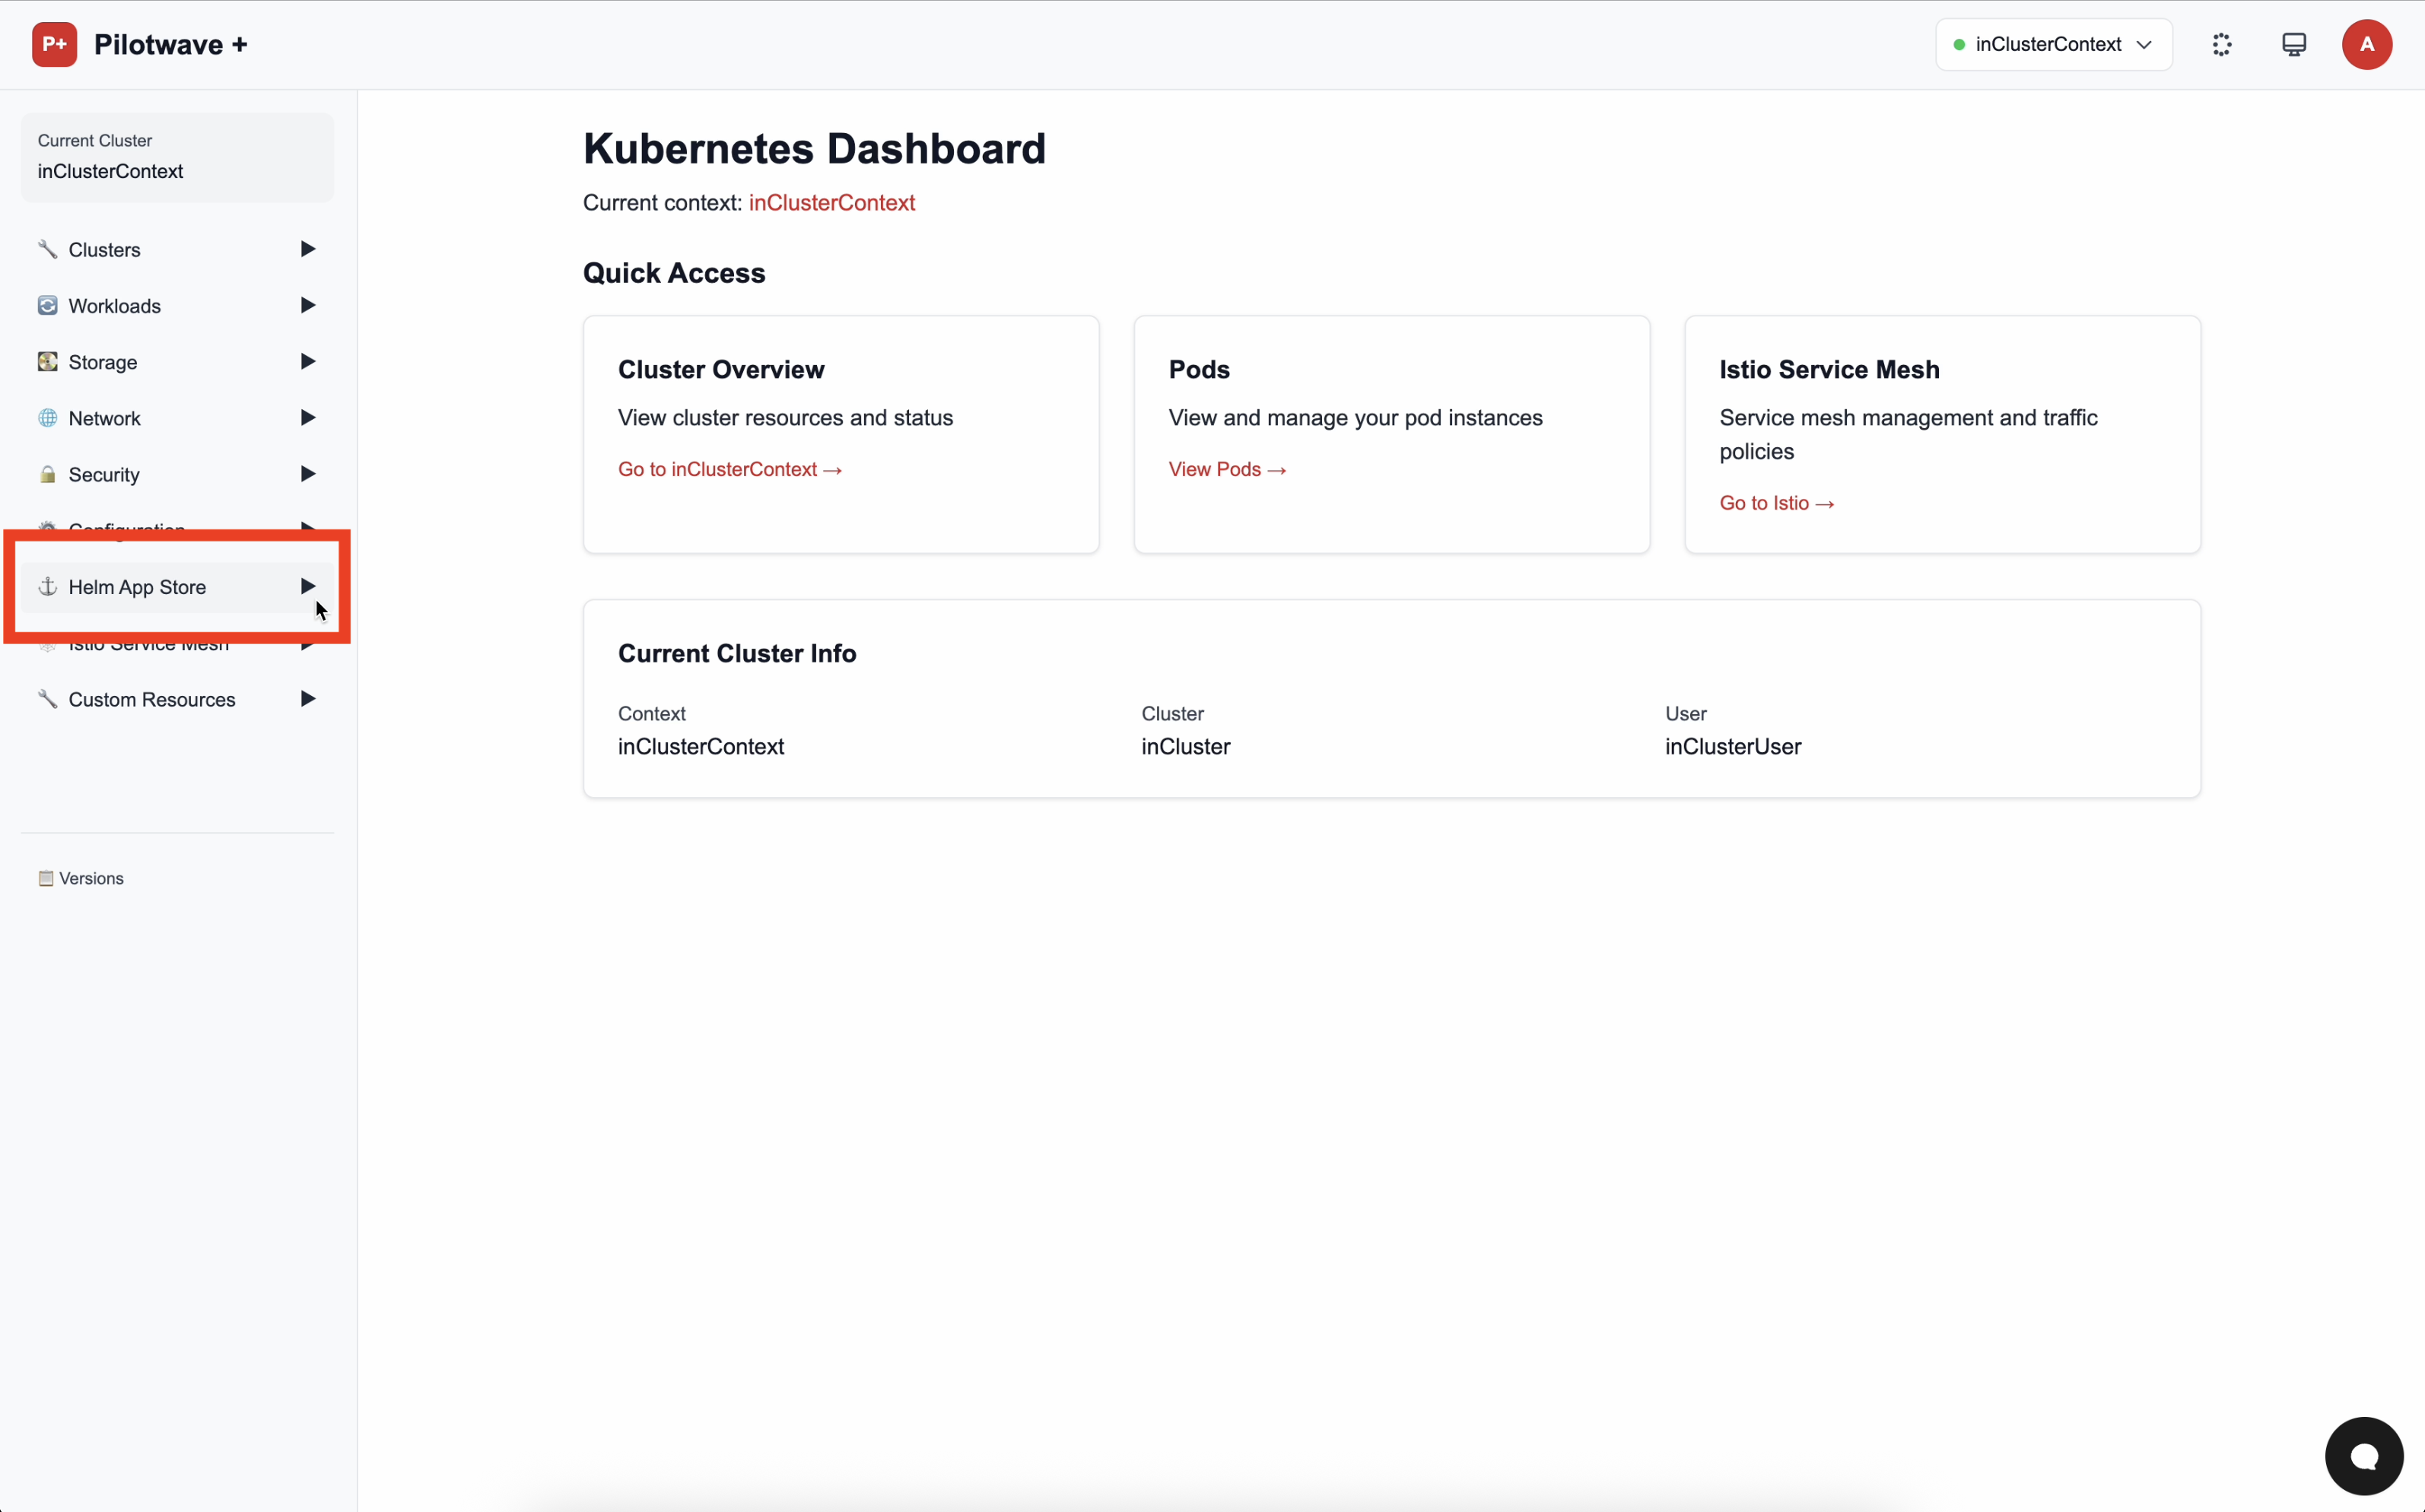 P+ Pilotwave +
inClusterContext
A
Current Cluster
inClusterContext
Clusters
Workloads
Storage
Network
Security
Configuration
Helm App Store
Istio Service Mesh
Custom Resources
Versions
Kubernetes Dashboard
Current context: inClusterContext
Quick Access
Cluster Overview
View cluster resources and status
Go to inClusterContext →
Pods
View and manage your pod instances
View Pods →
Istio Service Mesh
Service mesh management and traffic
policies
Go to Istio →
Current Cluster Info
Context
inClusterContext
Cluster
inCluster
User
inClusterUser